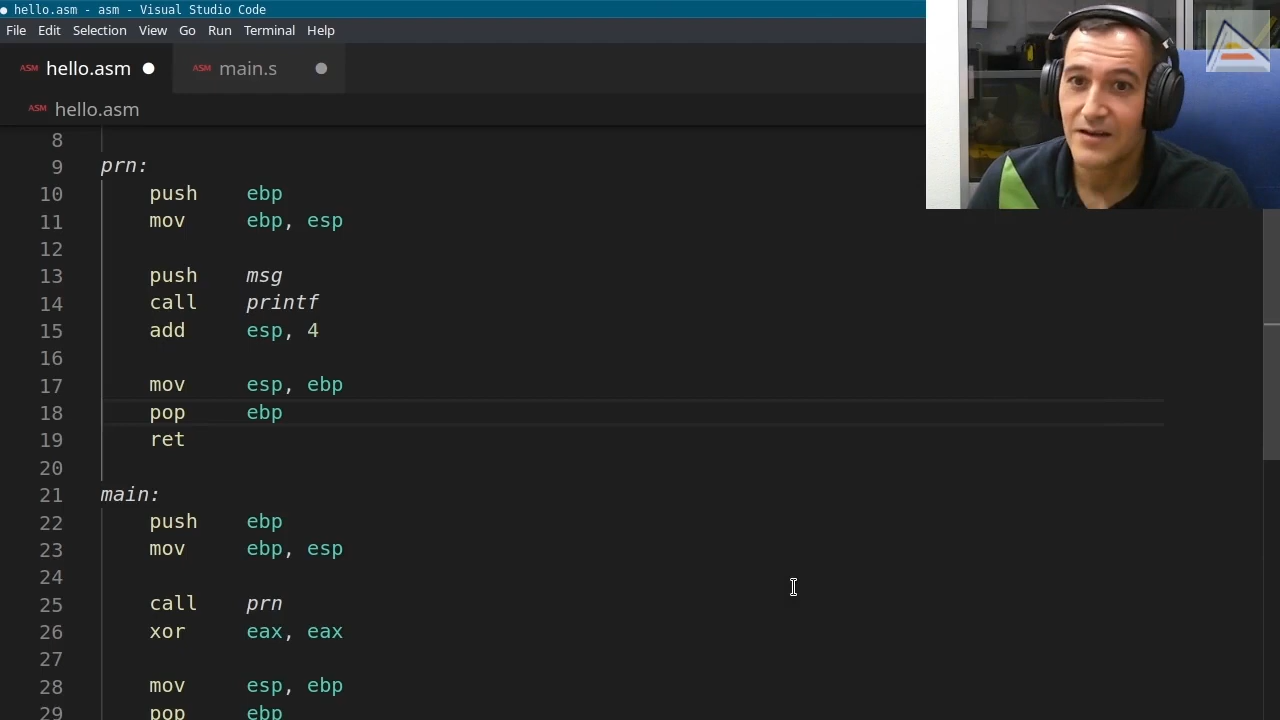 hello.asm - asm - Visual Studio Code
File Edit Selection View Go Run Terminal Help
ASM hello.asm ASM main.s
ASM hello.asm
8
9 prn:
10 push ebp
11 mov ebp, esp
12
13 push msg
14 call printf
15 add esp, 4
16
17 mov esp, ebp
18 pop ebp
19 ret
20
21 main:
22 push ebp
23 mov ebp, esp
24
25 call prn
26 xor eax, eax
27
28 mov esp, ebp
29 pop ebp